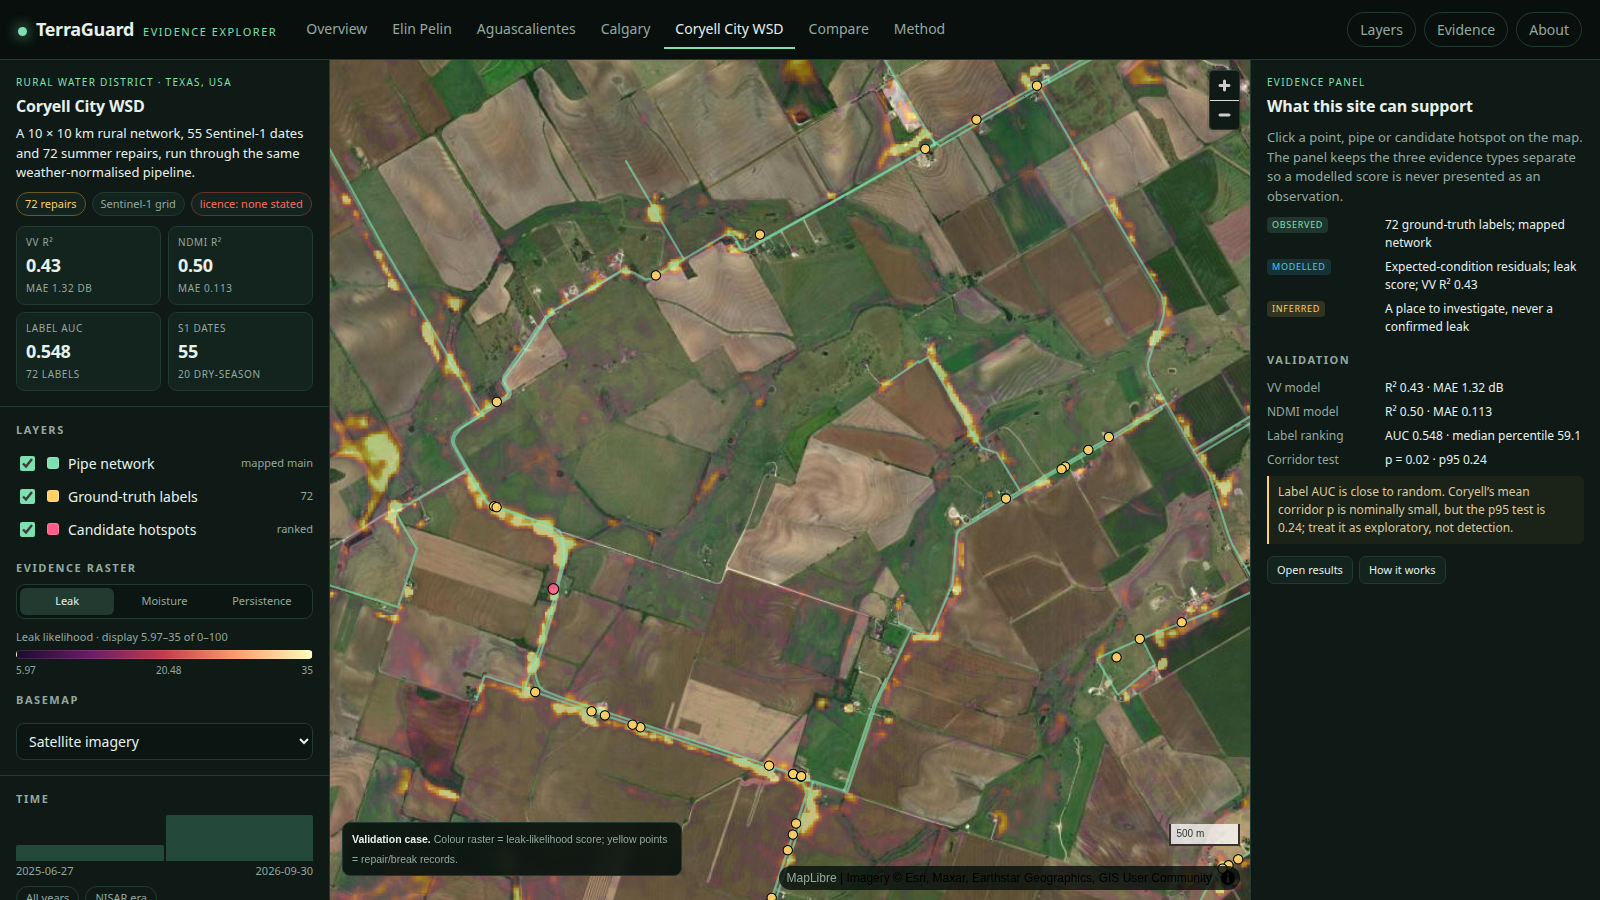 TerraGuard EVIDENCE EXPLORER
Overview
Elin Pelin
Aguascalientes
Calgary
Coryell City WSD
Compare
Method
Layers
Evidence
About
RURAL WATER DISTRICT · TEXAS, USA
Coryell City WSD
A 10 × 10 km rural network, 55 Sentinel-1 dates
and 72 summer repairs, run through the same
weather-normalised pipeline.
72 repairs
Sentinel-1 grid
licence: none stated
VV R²
0.43
MAE 1.32 DB
NDMI R²
0.50
MAE 0.113
LABEL AUC
0.548
72 LABELS
S1 DATES
55
20 DRY-SEASON
LAYERS
Pipe network mapped main
Ground-truth labels 72
Candidate hotspots ranked
EVIDENCE RASTER
Leak
Moisture
Persistence
Leak likelihood · display 5.97–35 of 0–100
5.97 20.48 35
BASEMAP
Satellite imagery
TIME
2025-06-27 2026-09-30
All years
NISAR era
+
−
Validation case. Colour raster = leak-likelihood score; yellow points
= repair/break records.
500 m
MapLibre | Imagery © Esri, Maxar, Earthstar Geographics, GIS User Community
EVIDENCE PANEL
What this site can support
Click a point, pipe or candidate hotspot on the map.
The panel keeps the three evidence types separate
so a modelled score is never presented as an
observation.
OBSERVED 72 ground-truth labels; mapped
network
MODELLED Expected-condition residuals; leak
score; VV R² 0.43
INFERRED A place to investigate, never a
confirmed leak
VALIDATION
VV model R² 0.43 · MAE 1.32 dB
NDMI model R² 0.50 · MAE 0.113
Label ranking AUC 0.548 · median percentile 59.1
Corridor test p = 0.02 · p95 0.24
Label AUC is close to random. Coryell's mean
corridor p is nominally small, but the p95 test is
0.24; treat it as exploratory, not detection.
Open results
How it works